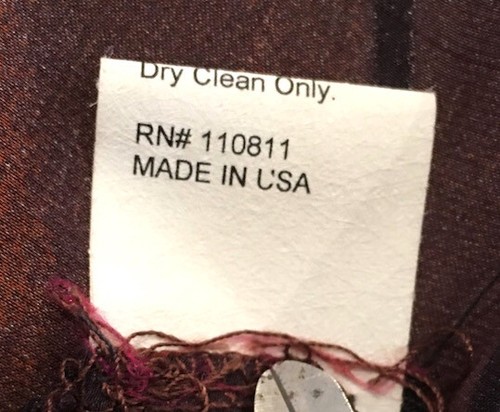 Dry Clean Only.
RN# 110811
MADE IN USA